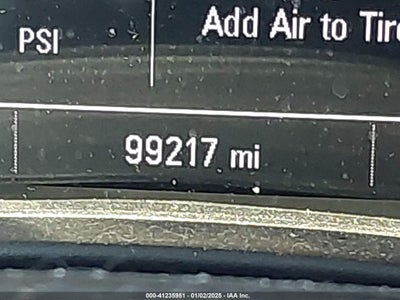 Add Air to Tire
PSI
99217 mi
000-41235951 - 01/02/2025 - IAA Inc.